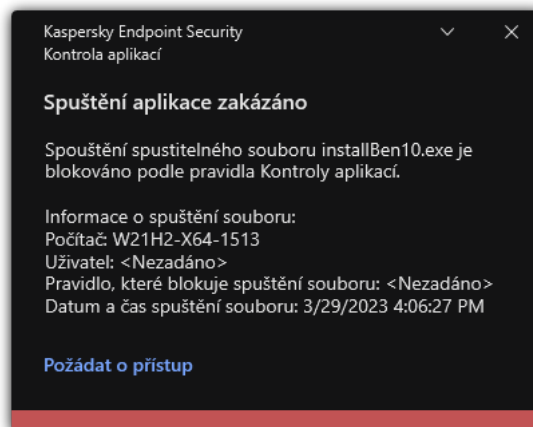 Kaspersky Endpoint Security
Kontrola aplikací
Spuštění aplikace zakázáno
Spouštění spustitelného souboru installBen10.exe je
blokováno podle pravidla Kontroly aplikací.
Informace o spuštění souboru:
Počítač: W21H2-X64-1513
Uživatel: <Nezadáno>
Pravidlo, které blokuje spuštění souboru: <Nezadáno>
Datum a čas spuštění souboru: 3/29/2023 4:06:27 PM
Požádat o přístup